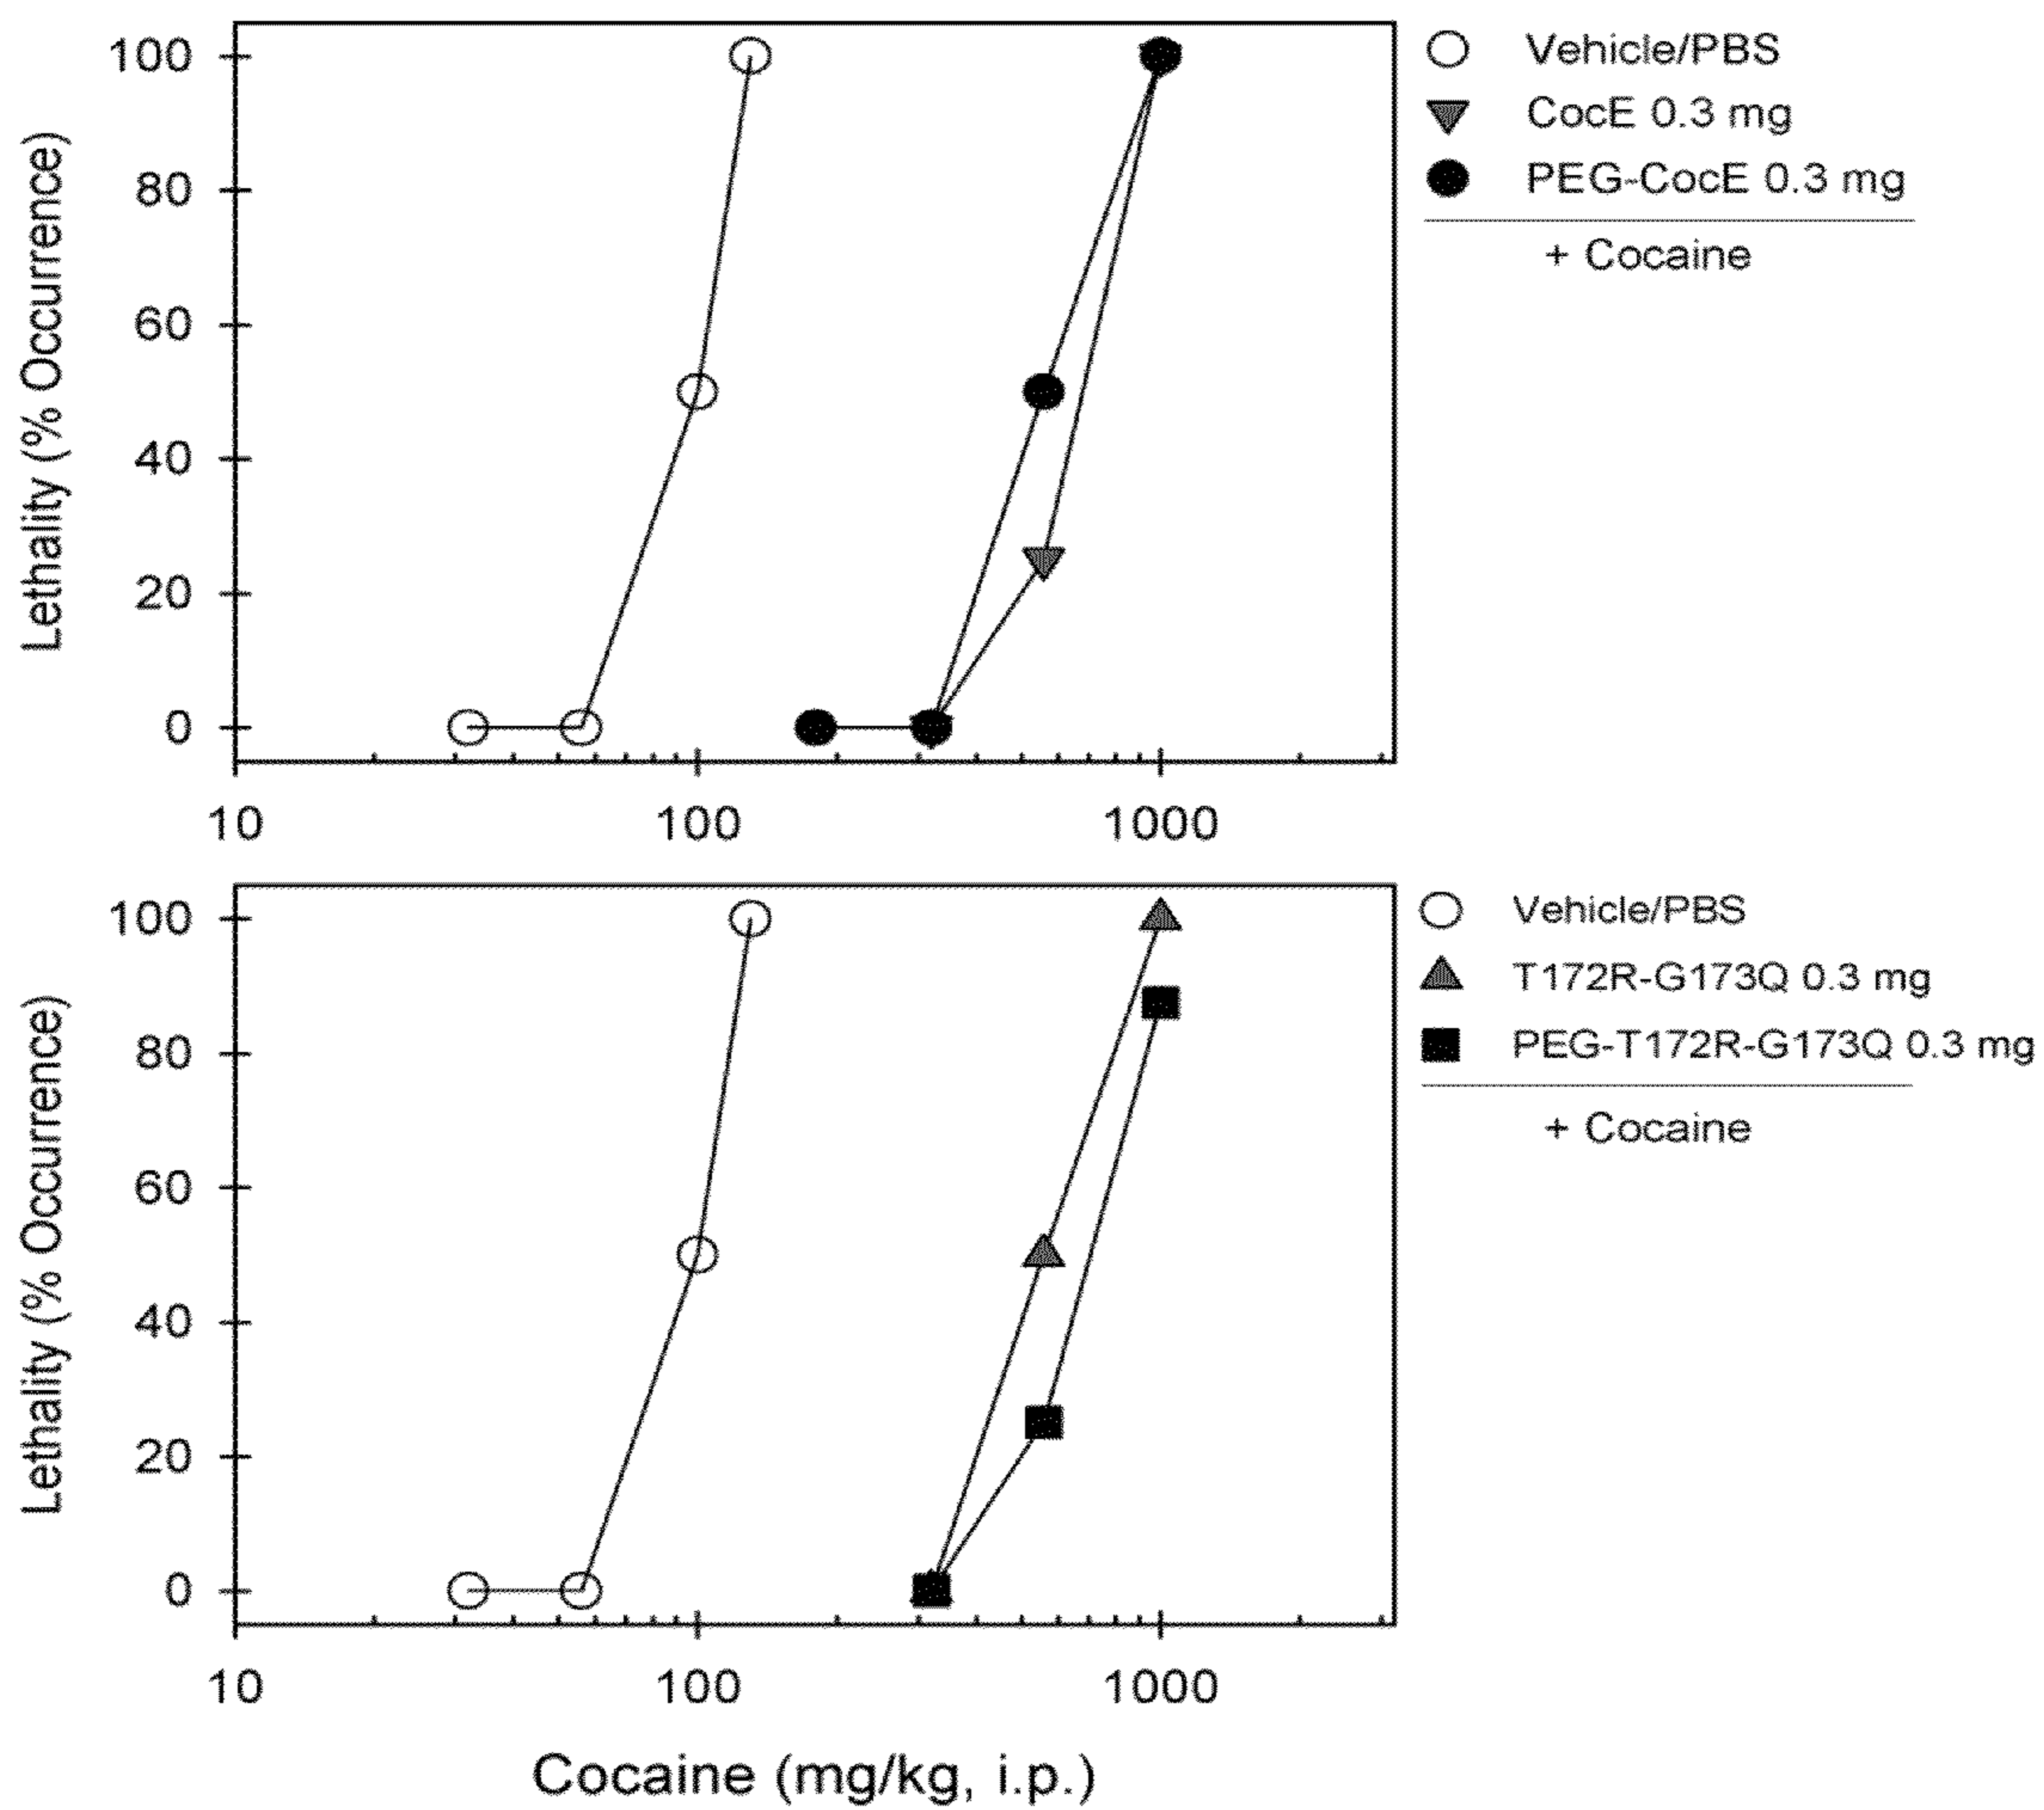 Lethality (% Occurrence)
100
80
60
40
20
0
10 100 1000
Vehicle/PBS
CocE 0.3 mg
PEG-CocE 0.3 mg
+ Cocaine
Lethality (% Occurrence)
100
80
60
40
20
0
10 100 1000
Cocaine (mg/kg, i.p.)
Vehicle/PBS
T172R-G173Q 0.3 mg
PEG-T172R-G173Q 0.3 mg
+ Cocaine